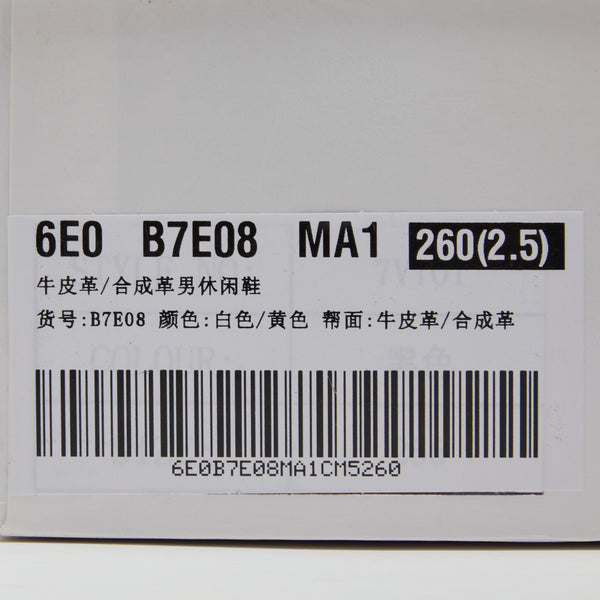 6E0 B7E08 MA1 260(2.5)
牛皮革/合成革男休闲鞋
货号:B7E08 颜色:白色/黄色 帮面:牛皮革/合成革
6E0B7E08MA1CM5260